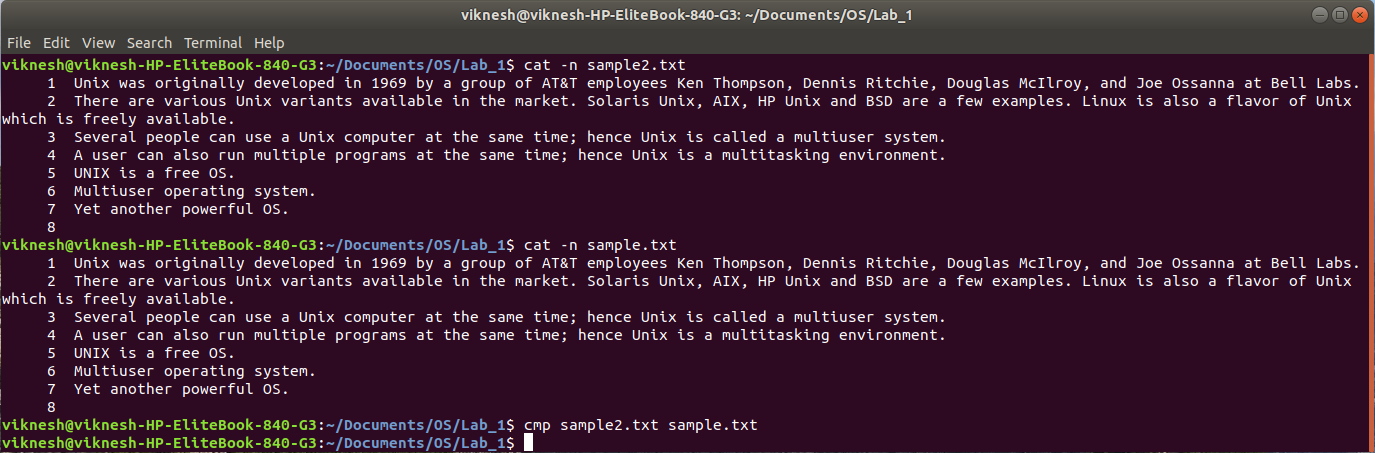 viknesh@viknesh-HP-EliteBook-840-G3: ~/Documents/OS/Lab_1
File Edit View Search Terminal Help
viknesh@viknesh-HP-EliteBook-840-G3:~/Documents/OS/Lab_1$ cat -n sample2.txt
1 Unix was originally developed in 1969 by a group of AT&T employees Ken Thompson, Dennis Ritchie, Douglas McIlroy, and Joe Ossanna at Bell Labs.
2 There are various Unix variants available in the market. Solaris Unix, AIX, HP Unix and BSD are a few examples. Linux is also a flavor of Unix
which is freely available.
3 Several people can use a Unix computer at the same time; hence Unix is called a multiuser system.
4 A user can also run multiple programs at the same time; hence Unix is a multitasking environment.
5 UNIX is a free OS.
6 Multiuser operating system.
7 Yet another powerful OS.
8
viknesh@viknesh-HP-EliteBook-840-G3:~/Documents/OS/Lab_1$ cat -n sample.txt
1 Unix was originally developed in 1969 by a group of AT&T employees Ken Thompson, Dennis Ritchie, Douglas McIlroy, and Joe Ossanna at Bell Labs.
2 There are various Unix variants available in the market. Solaris Unix, AIX, HP Unix and BSD are a few examples. Linux is also a flavor of Unix
which is freely available.
3 Several people can use a Unix computer at the same time; hence Unix is called a multiuser system.
4 A user can also run multiple programs at the same time; hence Unix is a multitasking environment.
5 UNIX is a free OS.
6 Multiuser operating system.
7 Yet another powerful OS.
8
viknesh@viknesh-HP-EliteBook-840-G3:~/Documents/OS/Lab_1$ cmp sample2.txt sample.txt
viknesh@viknesh-HP-EliteBook-840-G3:~/Documents/OS/Lab_1$